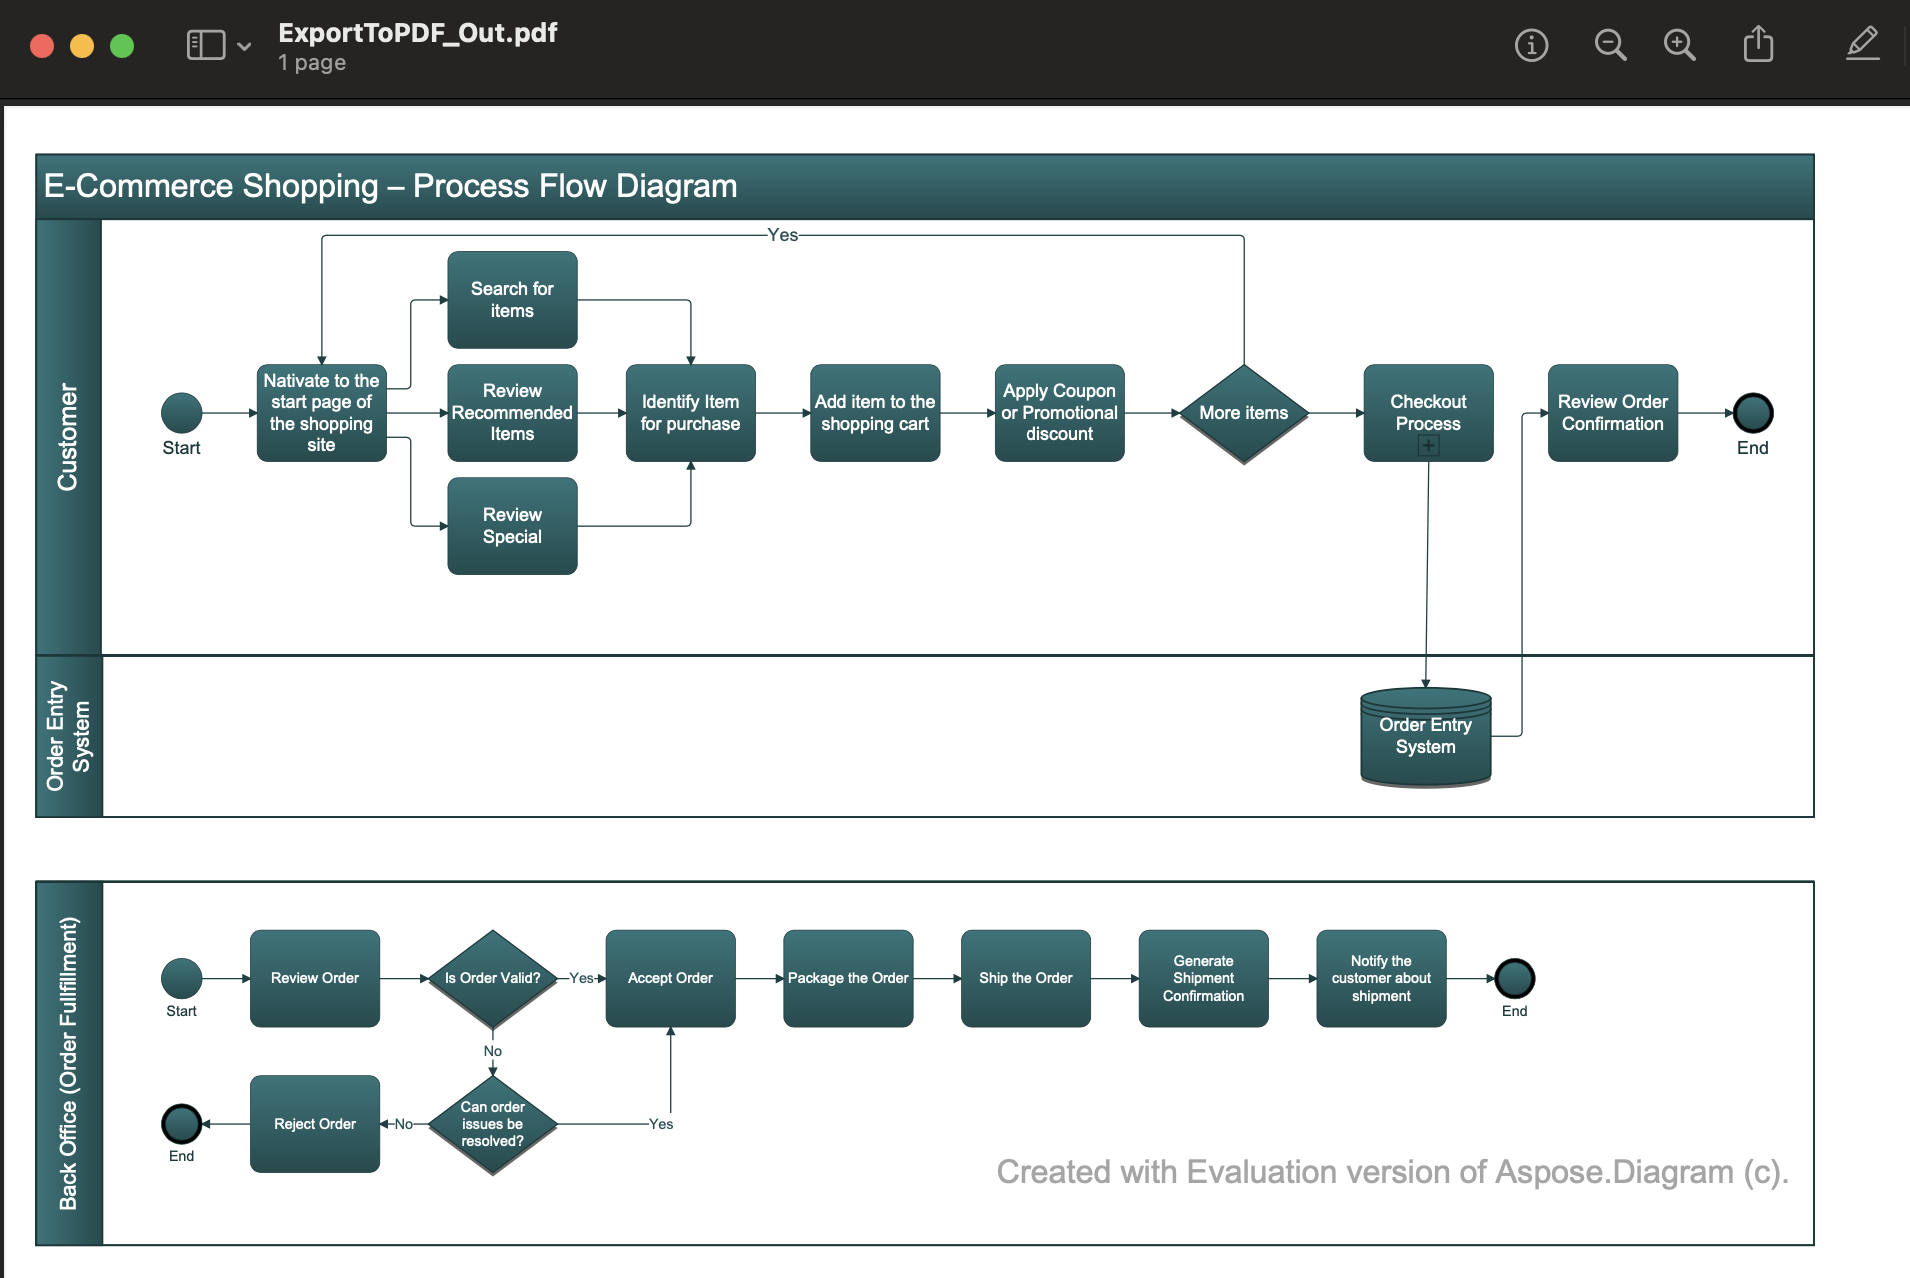 ExportToPDF_Out.pdf
1 page
E-Commerce Shopping – Process Flow Diagram
Customer
Yes
Start
Nativate to the
start page of
the shopping
site
Search for
items
Review
Recommended
Items
Review
Special
Identify Item
for purchase
Add item to the
shopping cart
Apply Coupon
or Promotional
discount
More items
Checkout
Process
Review Order
Confirmation
End
Order Entry
System
Order Entry
System
Back Office (Order Fullfillment)
Start
Review Order
Is Order Valid?
Yes
Accept Order
Package the Order
Ship the Order
Generate
Shipment
Confirmation
Notify the
customer about
shipment
End
No
End
Reject Order
No
Can order
issues be
resolved?
Yes
Created with Evaluation version of Aspose.Diagram (c).